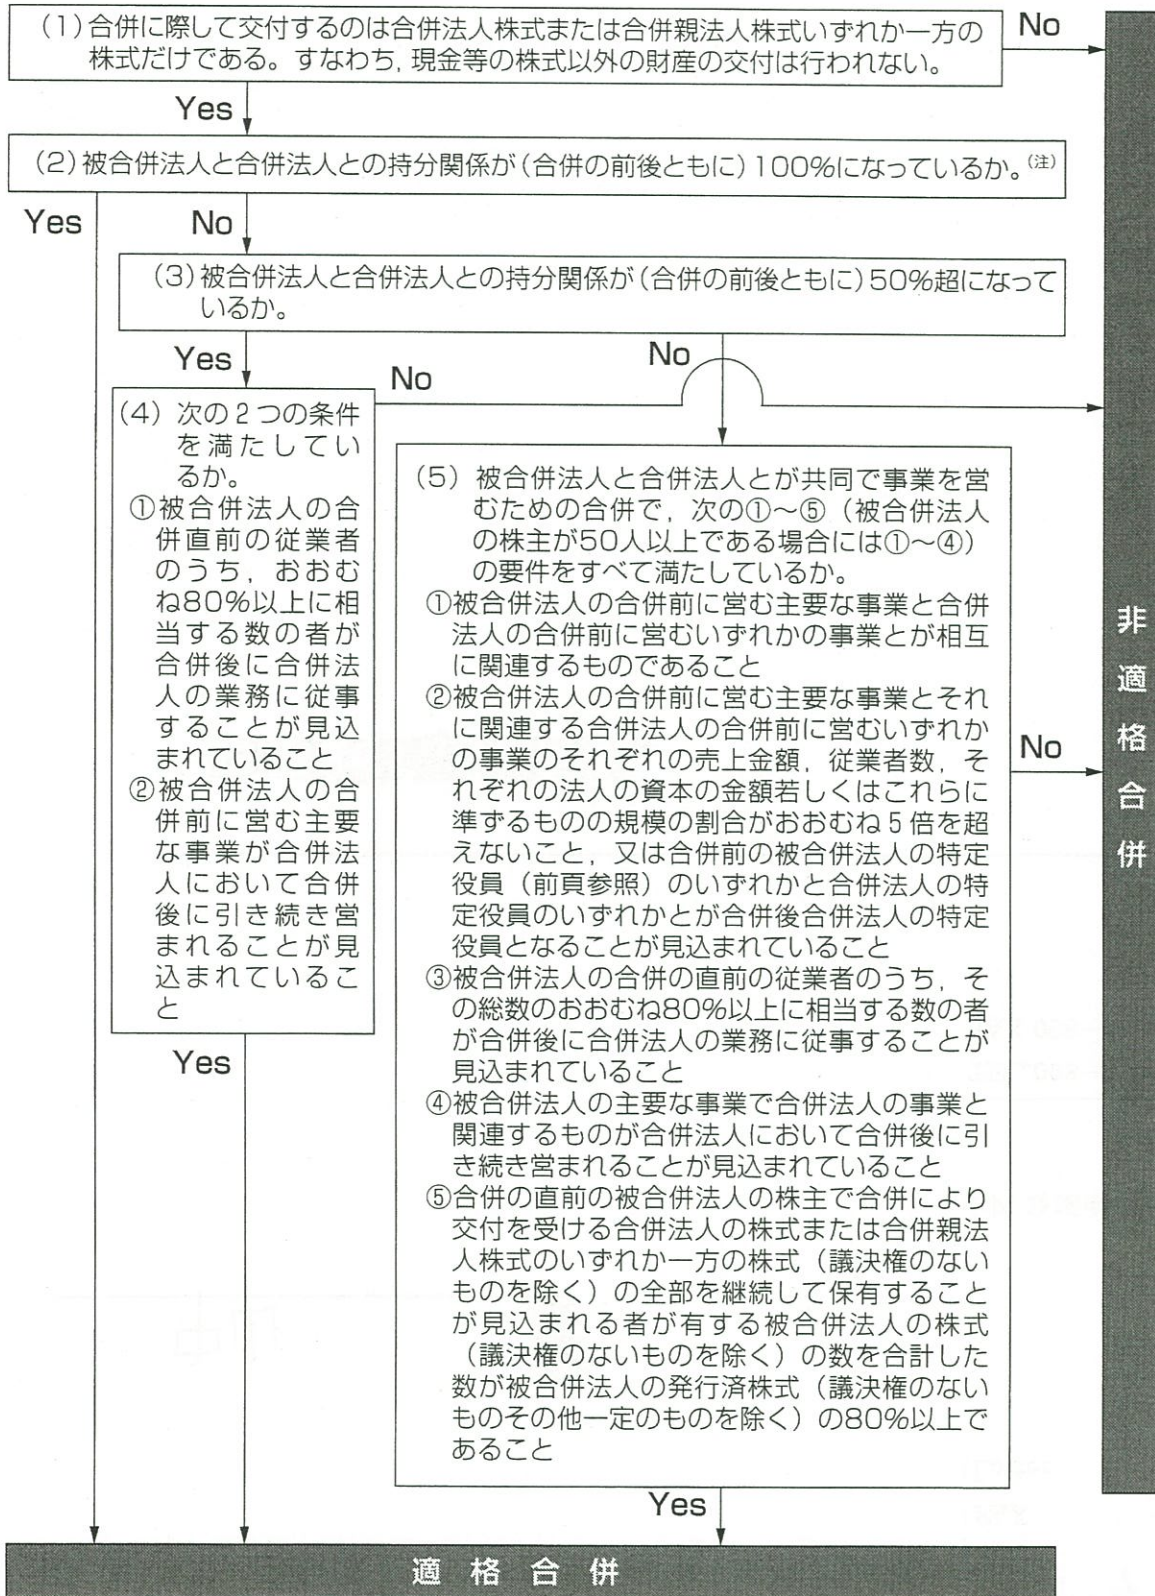 (1)合併に際して交付するのは合併法人株式または合併親法人株式いずれか一方の
株式だけである。すなわち,現金等の株式以外の財産の交付は行われない。
No
Yes
(2)被合併法人と合併法人との持分関係が(合併の前後ともに)100%になっているか。(注)
Yes
No
(3)被合併法人と合併法人との持分関係が(合併の前後ともに)50%超になって
いるか。
Yes
No
No
(4) 次の2つの条件
を満たしてい
るか。
①被合併法人の合
併直前の従業者
のうち,おおむ
ね80%以上に相
当する数の者が
合併後に合併法
人の業務に従事
することが見込
まれていること
②被合併法人の合
併前に営む主要
な事業が合併法
人において合併
後に引き続き営
まれることが見
込まれているこ
と
Yes
(5) 被合併法人と合併法人とが共同で事業を営
むための合併で,次の①~⑤(被合併法人
の株主が50人以上である場合には①~④)
の要件をすべて満たしているか。
①被合併法人の合併前に営む主要な事業と合併
法人の合併前に営むいずれかの事業とが相互
に関連するものであること
②被合併法人の合併前に営む主要な事業とそれ
に関連する合併法人の合併前に営むいずれか
の事業のそれぞれの売上金額,従業者数,そ
れぞれの法人の資本の金額若しくはこれらに
準ずるものの規模の割合がおおむね5倍を超
えないこと,又は合併前の被合併法人の特定
役員(前頁参照)のいずれかと合併法人の特
定役員のいずれかとが合併後合併法人の特定
役員となることが見込まれていること
③被合併法人の合併の直前の従業者のうち,そ
の総数のおおむね80%以上に相当する数の者
が合併後に合併法人の業務に従事することが
見込まれていること
④被合併法人の主要な事業で合併法人の事業と
関連するものが合併法人において合併後に引
き続き営まれることが見込まれていること
⑤合併の直前の被合併法人の株主で合併により
交付を受ける合併法人の株式または合併親法
人株式のいずれか一方の株式(議決権のない
ものを除く)の全部を継続して保有すること
が見込まれる者が有する被合併法人の株式
(議決権のないものを除く)の数を合計した
数が被合併法人の発行済株式(議決権のない
ものその他一定のものを除く)の80%以上で
あること
No
Yes
非適格合併
適格合併